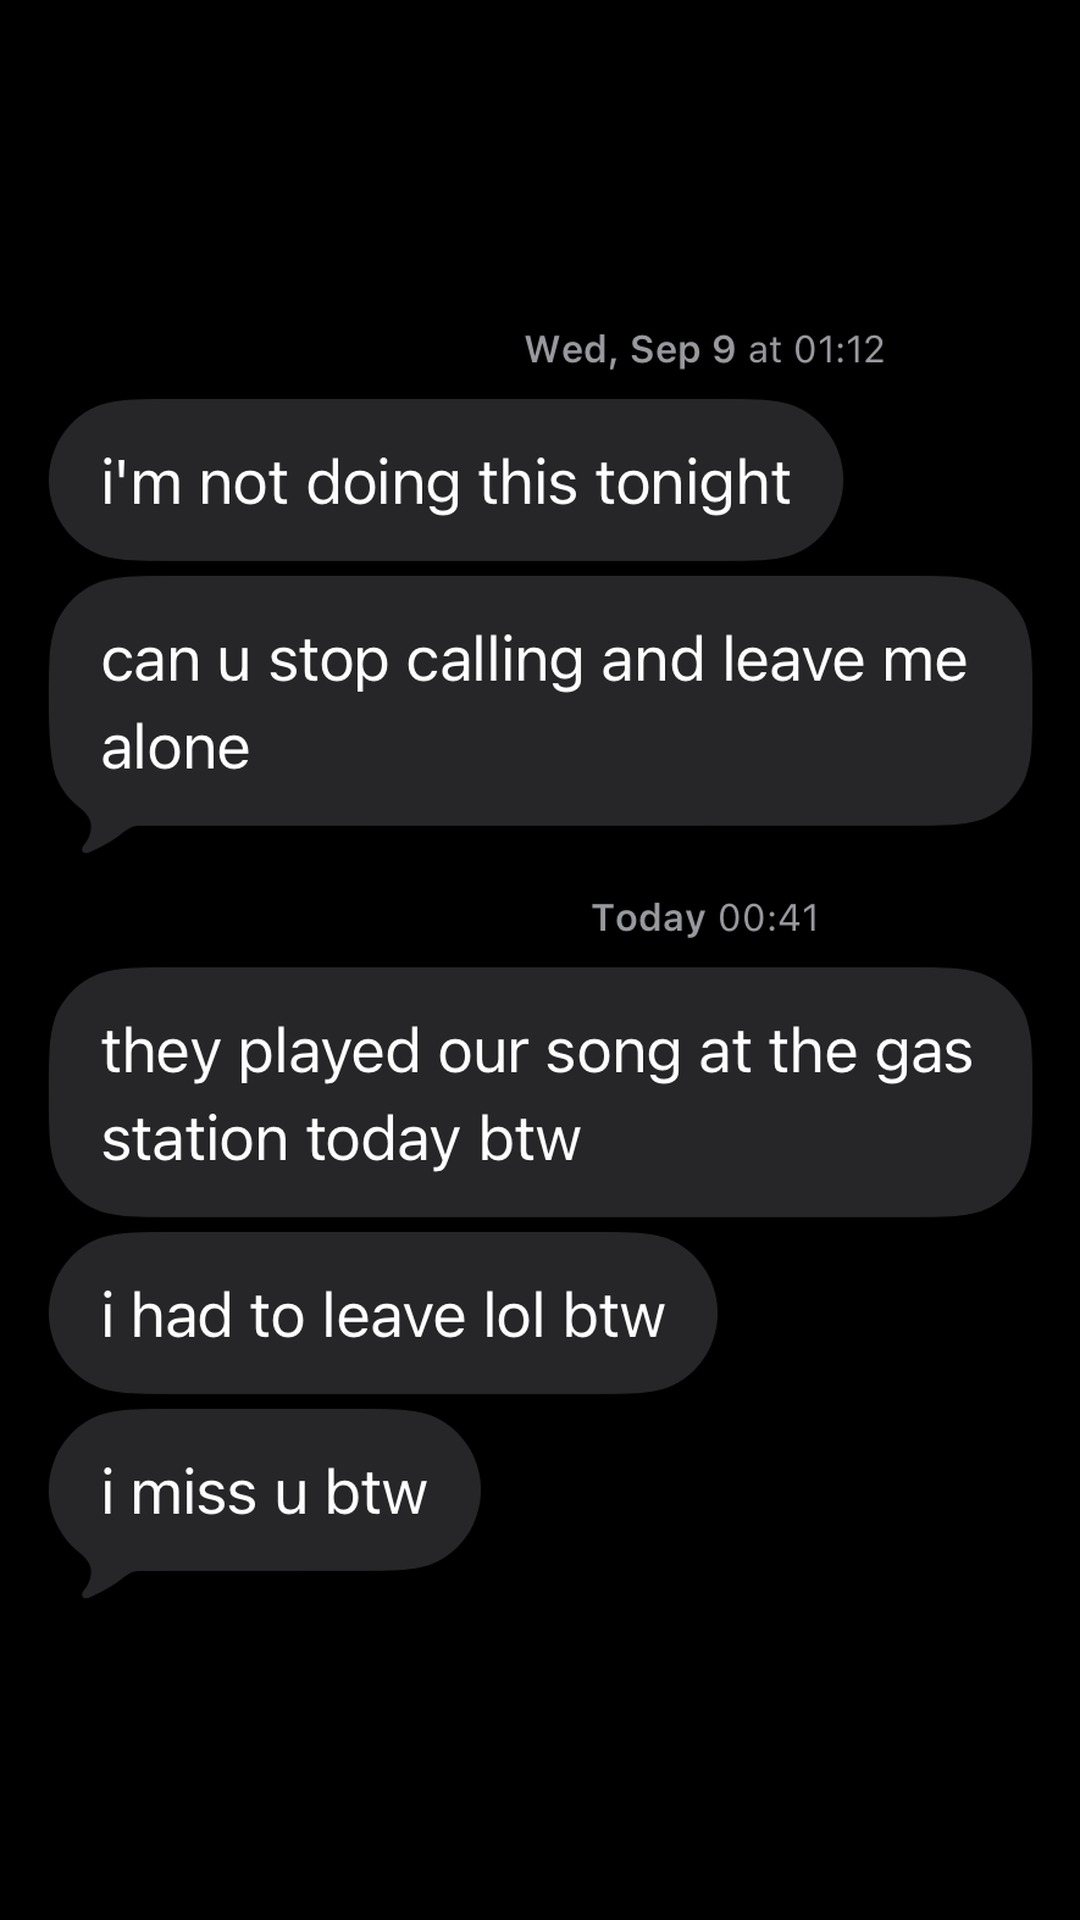 Wed, Sep 9 at 01:12
i'm not doing this tonight
can u stop calling and leave me
alone
Today 00:41
they played our song at the gas
station today btw
i had to leave lol btw
i miss u btw